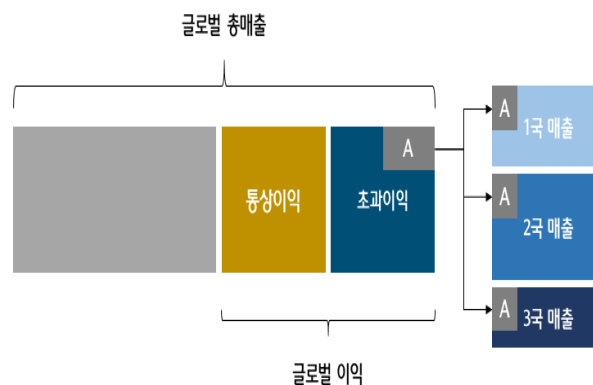 글로벌 총매출
통상이익
초과이익
A
A
1국 매출
A
2국 매출
A
3국 매출
글로벌 이익